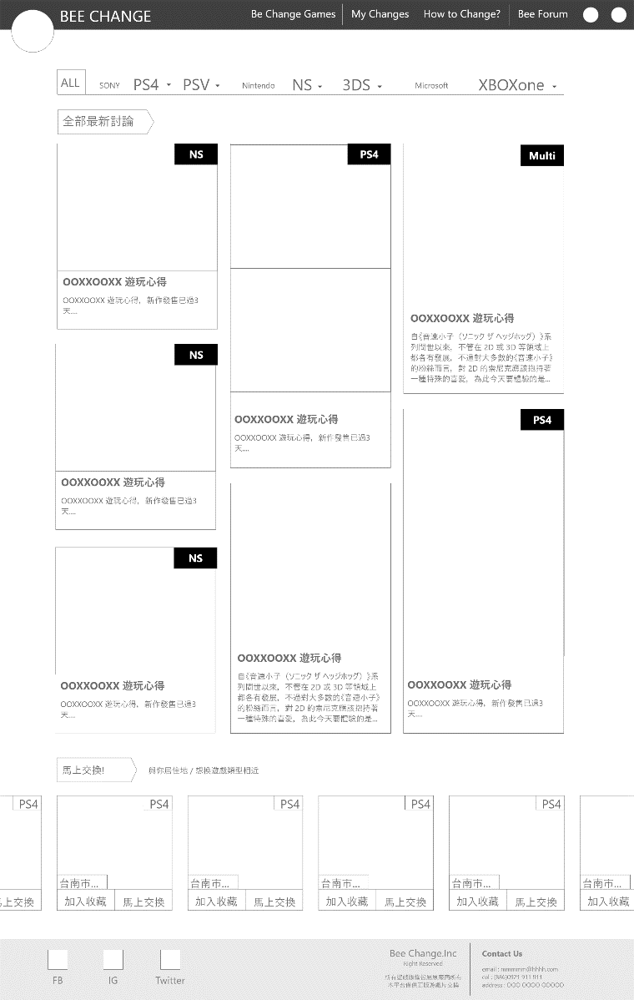 BEE CHANGE
Be Change Games
My Changes
How to Change?
Bee Forum
ALL
SONY
PS4
PSV
Nintendo
NS
3DS
Microsoft
XBOXone
全部最新討論
NS
OOXXOOXX 遊玩心得
OOXXOOXX 遊玩心得，新作發售已過3
天....
NS
OOXXOOXX 遊玩心得
OOXXOOXX 遊玩心得，新作發售已過3
天....
NS
OOXXOOXX 遊玩心得
OOXXOOXX 遊玩心得，新作發售已過3
天....
PS4
OOXXOOXX 遊玩心得
OOXXOOXX 遊玩心得，新作發售已過3
天....
OOXXOOXX 遊玩心得
自《音速小子（ソニック ザ ヘッジホッグ）》系
列問世以來，不管在 2D 或 3D 等領域上
都各有發展，不過對大多數的《音速小子》
的粉絲而言，對 2D 的索尼克應該抱持著
一種特殊的喜愛，為此今天要體驗的是...
Multi
OOXXOOXX 遊玩心得
自《音速小子（ソニック ザ ヘッジホッグ）》系
列問世以來，不管在 2D 或 3D 等領域上
都各有發展，不過對大多數的《音速小子》
的粉絲而言，對 2D 的索尼克應該抱持著
一種特殊的喜愛，為此今天要體驗的是...
PS4
OOXXOOXX 遊玩心得
OOXXOOXX 遊玩心得，新作發售已過3
天....
馬上交換!
與你居住地 / 想換遊戲類型相近
PS4
馬上交換
PS4
台南市...
加入收藏
馬上交換
PS4
台南市...
加入收藏
馬上交換
PS4
台南市...
加入收藏
馬上交換
PS4
台南市...
加入收藏
馬上交換
台南市...
加入收藏
FB
IG
Twitter
Bee Change.Inc
Right Reserved
Contact Us
email : mmmmm@hhhh.com
cel : (886)0921 911 911
address : OOO OOOO OOOOO